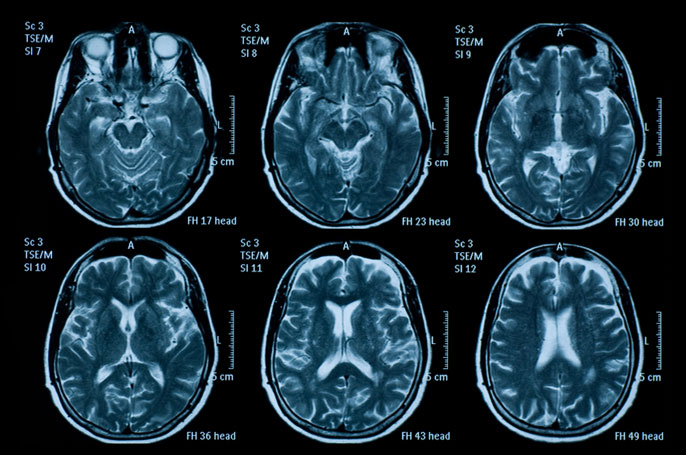 Sc 3
TSE/M
Sl 7
A
L
5 cm
FH 17 head
Sc 3
TSE/M
Sl 8
A
L
5 cm
FH 23 head
Sc 3
TSE/M
Sl 9
A
L
5 cm
FH 30 head
Sc 3
TSE/M
Sl 10
A
L
5 cm
FH 36 head
Sc 3
TSE/M
Sl 11
A
L
5 cm
FH 43 head
Sc 3
TSE/M
Sl 12
A
L
5 cm
FH 49 head